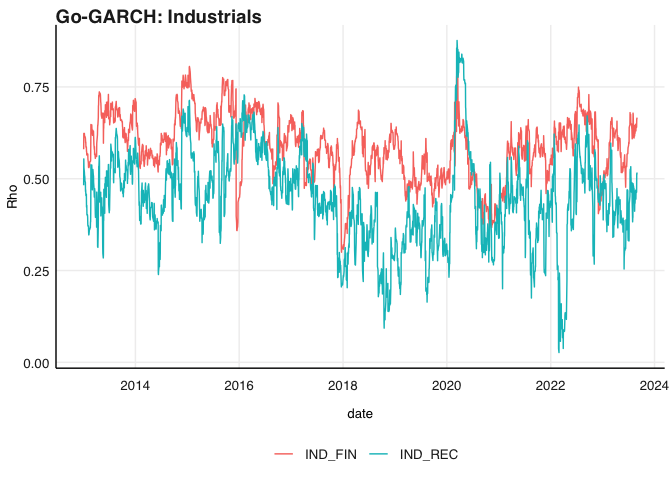 Go-GARCH: Industrials
Rho
0.75
0.50
0.25
0.00
2014 2016 2018 2020 2022 2024
date
IND_FIN IND_REC